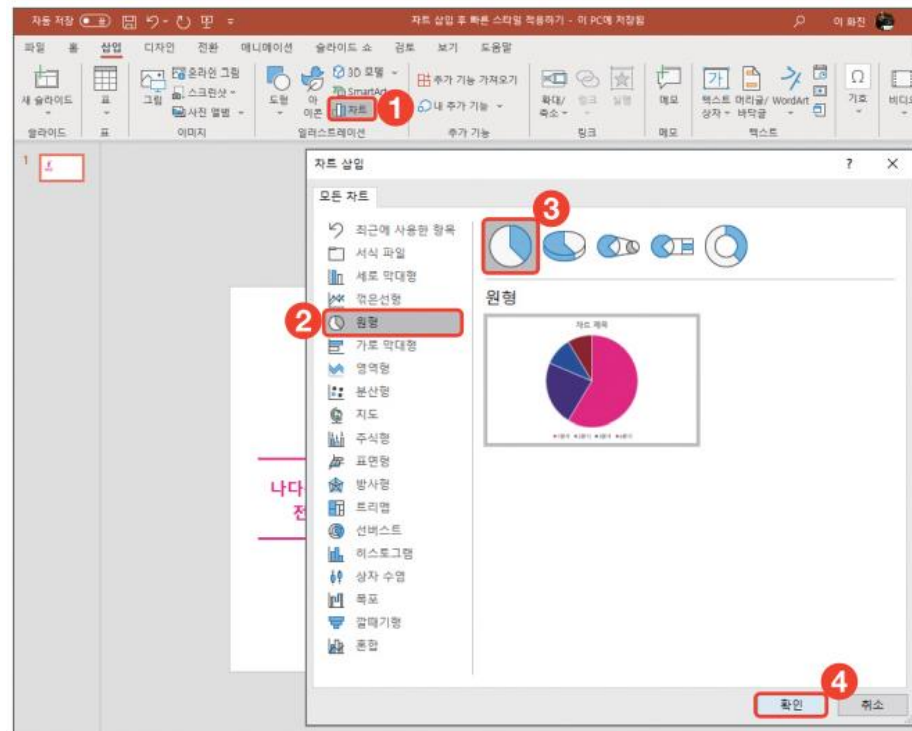 자동 저장
차트 삽입 후 빠른 스타일 적용하기 - 이 PC에 저장됨
이 화진
파일 홈 삽입 디자인 전환 애니메이션 슬라이드 쇼 검토 보기 도움말
새 슬라이드
표
그림
온라인 그림
스크린샷
사진 앨범
도형
아이콘
3D 모델
SmartArt
차트
1
추가 기능 가져오기
내 추가 기능
확대/축소
링크
실행
메모
텍스트 상자
머리글/바닥글
WordArt
기호
비디오
슬라이드 표 이미지 일러스트레이션 추가 기능 링크 메모 텍스트
1
차트 삽입
? ×
모든 차트
최근에 사용한 항목
서식 파일
세로 막대형
꺾은선형
2
원형
가로 막대형
영역형
분산형
지도
주식형
표면형
방사형
트리맵
선버스트
히스토그램
상자 수염
폭포
깔때기형
혼합
3
원형
차트 제목
나다
전
4
확인 취소